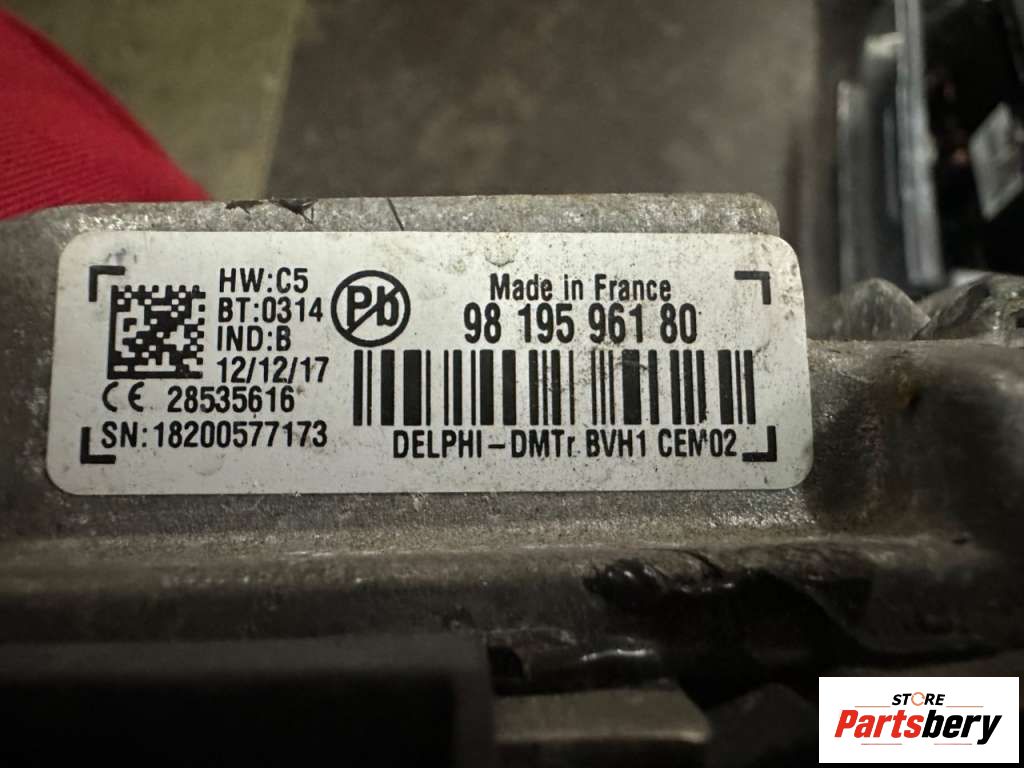 HW:C5
BT:0314
IND:B
12/12/17
CE 28535616
SN:18200577173
Pb
Made in France
98 195 961 80
DELPHI-DMTr BVH1 CEM02
STORE
Partsbery